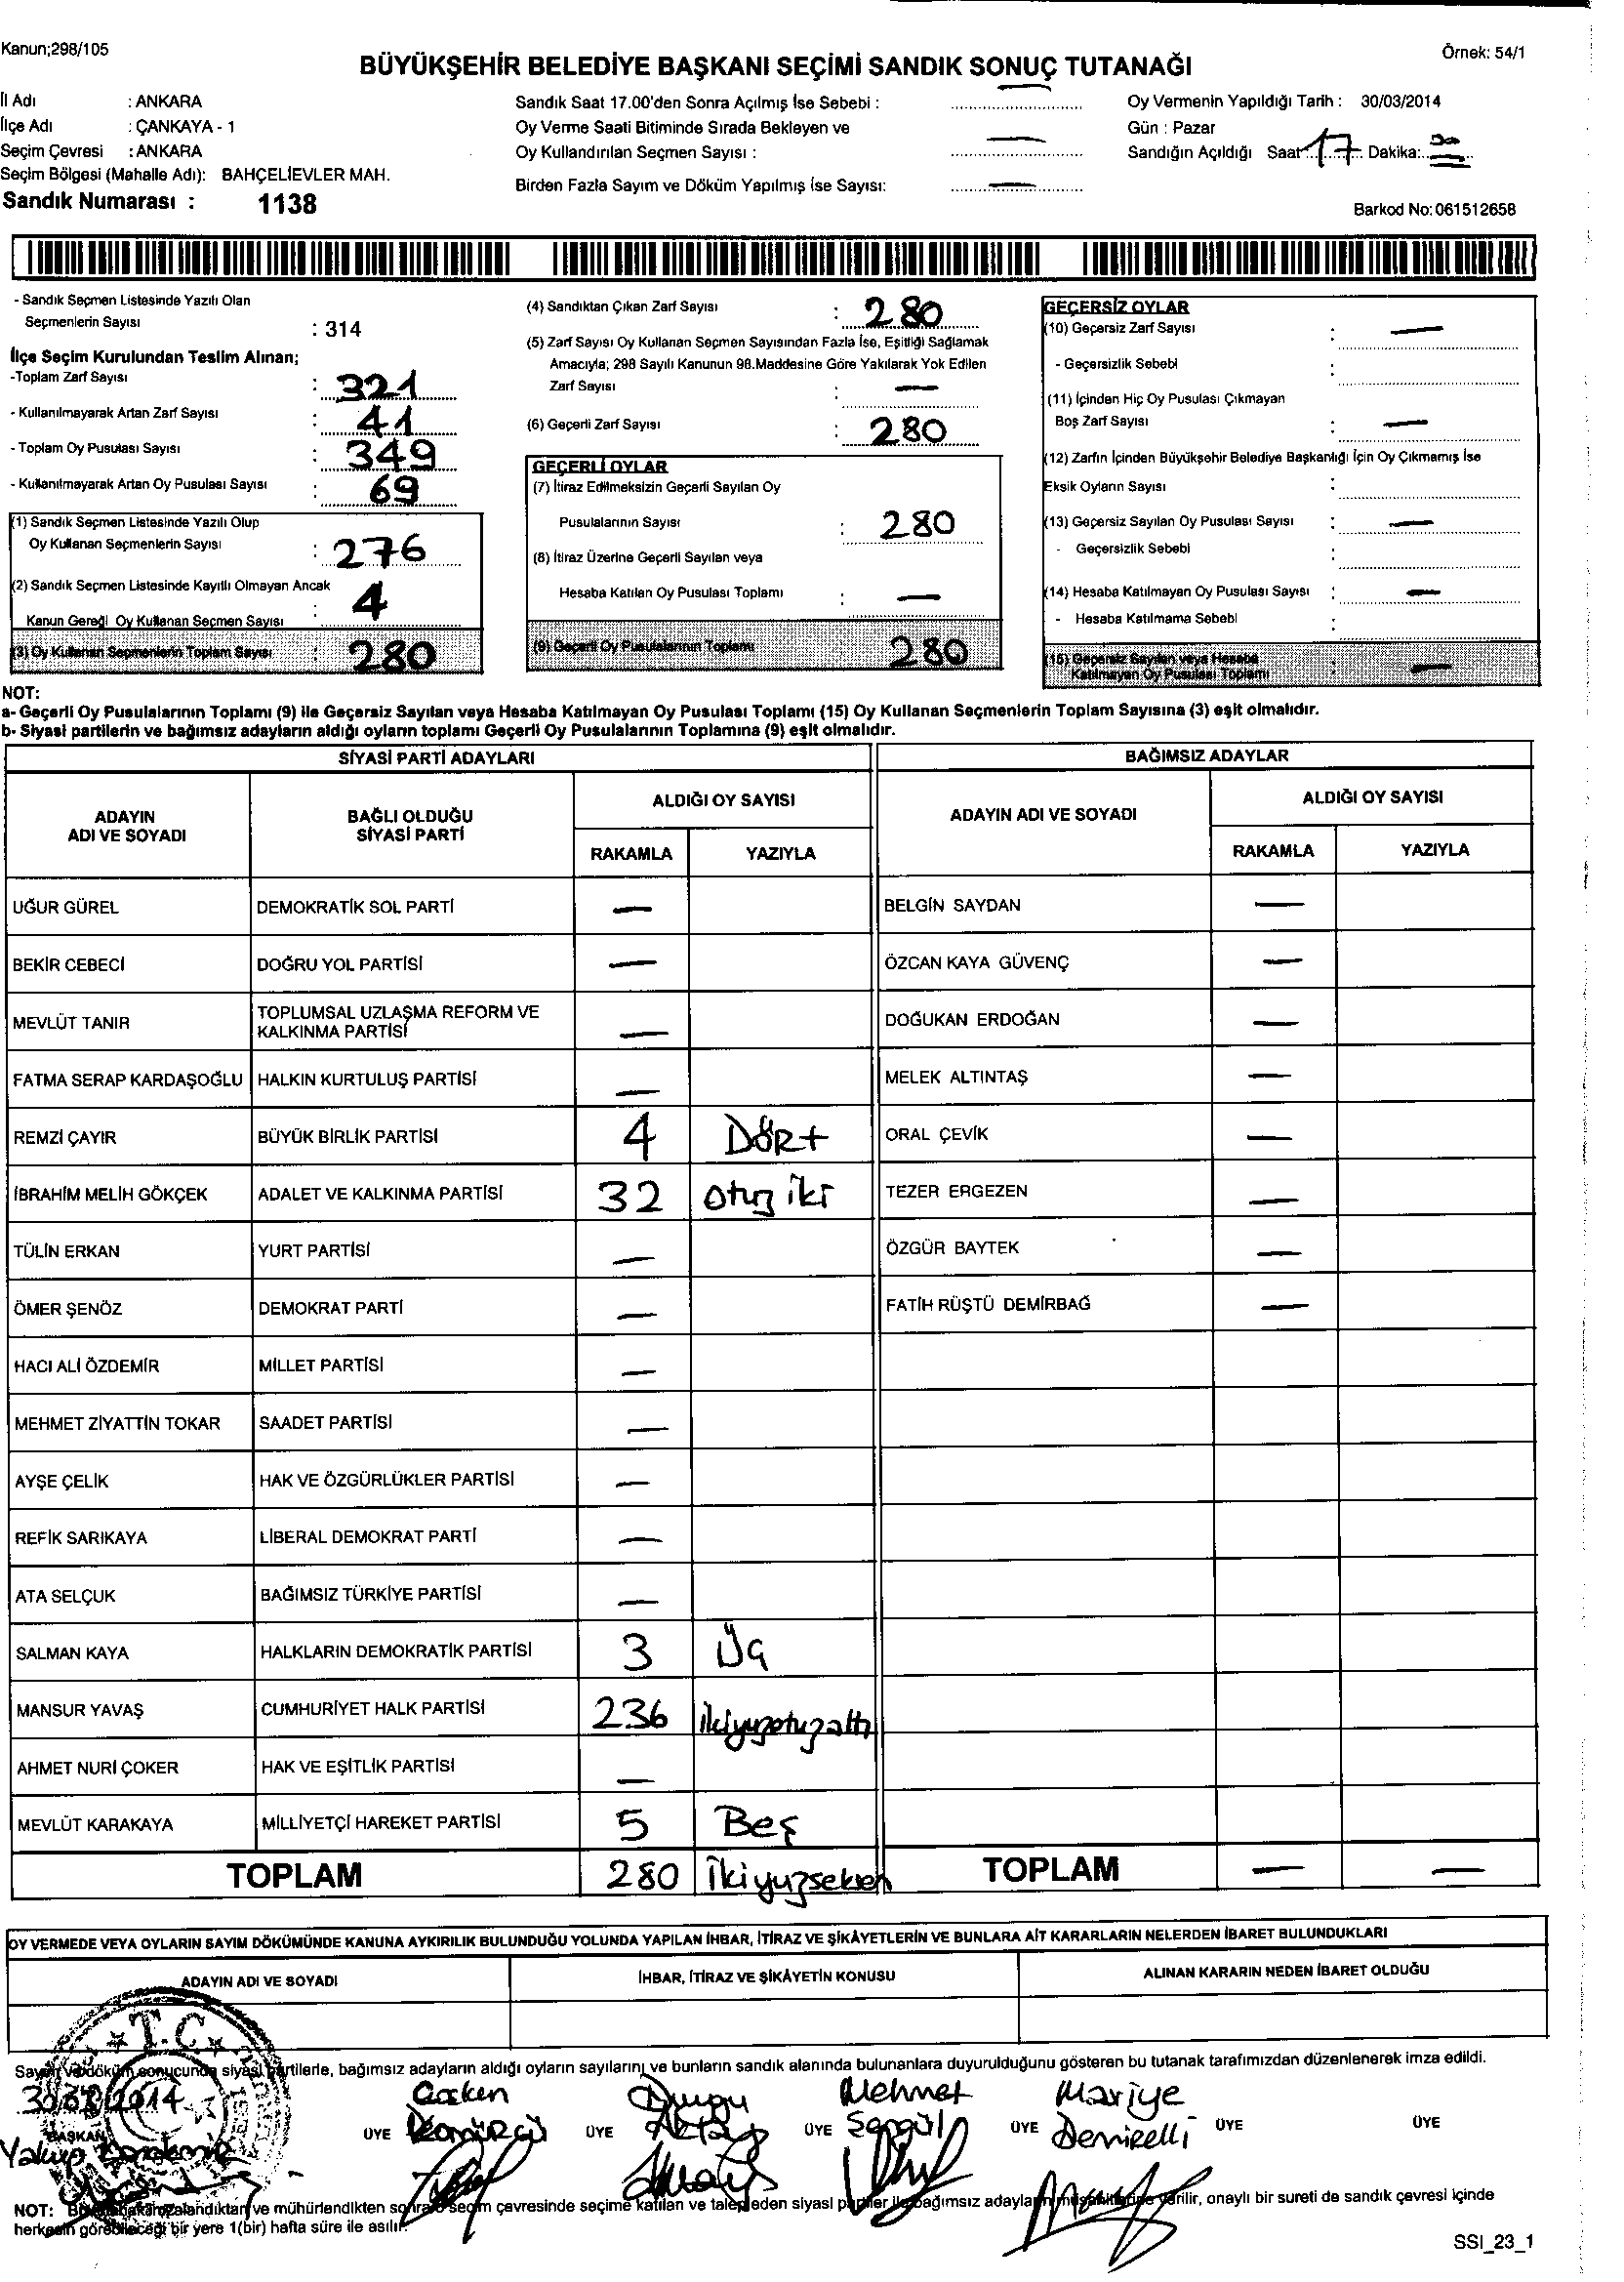 Kanun;298/105
Örnek: 54/1
BÜYÜKŞEHİR BELEDİYE BAŞKANI SEÇİMİ SANDIK SONUÇ TUTANAĞI
İl Adı : ANKARA
İlçe Adı : ÇANKAYA - 1
Seçim Çevresi : ANKARA
Seçim Bölgesi (Mahalle Adı): BAHÇELİEVLER MAH.
Sandık Numarası : 1138
Sandık Saat 17.00'den Sonra Açılmış İse Sebebi : —
Oy Verme Saati Bitiminde Sırada Bekleyen ve
Oy Kullandırılan Seçmen Sayısı : —
Birden Fazla Sayım ve Döküm Yapılmış İse Sayısı: —
Oy Vermenin Yapıldığı Tarih : 30/03/2014
Gün : Pazar
Sandığın Açıldığı Saat 17 Dakika: 00
Barkod No: 061512658
- Sandık Seçmen Listesinde Yazılı Olan
Seçmenlerin Sayısı : 314
İlçe Seçim Kurulundan Teslim Alınan;
-Toplam Zarf Sayısı : 321
- Kullanılmayarak Artan Zarf Sayısı : 41
- Toplam Oy Pusulası Sayısı : 349
- Kullanılmayarak Artan Oy Pusulası Sayısı : 69
(1) Sandık Seçmen Listesinde Yazılı Olup
Oy Kullanan Seçmenlerin Sayısı : 276
(2) Sandık Seçmen Listesinde Kayıtlı Olmayan Ancak
Kanun Gereği Oy Kullanan Seçmen Sayısı : 4
(3) Oy Kullanan Seçmenlerin Toplam Sayısı : 280
(4) Sandıktan Çıkan Zarf Sayısı : 280
(5) Zarf Sayısı Oy Kullanan Seçmen Sayısından Fazla İse, Eşitliği Sağlamak
Amacıyla; 298 Sayılı Kanunun 98.Maddesine Göre Yakılarak Yok Edilen
Zarf Sayısı : —
(6) Geçerli Zarf Sayısı : 280
GEÇERLİ OYLAR
(7) İtiraz Edilmeksizin Geçerli Sayılan Oy
Pusulalarının Sayısı : 280
(8) İtiraz Üzerine Geçerli Sayılan veya
Hesaba Katılan Oy Pusulası Toplamı : —
(9) Geçerli Oy Pusulalarının Toplamı 280
GEÇERSİZ OYLAR
(10) Geçersiz Zarf Sayısı : —
- Geçersizlik Sebebi :
(11) İçinden Hiç Oy Pusulası Çıkmayan
Boş Zarf Sayısı : —
(12) Zarfın İçinden Büyükşehir Belediye Başkanlığı İçin Oy Çıkmamış İse
Eksik Oyların Sayısı :
(13) Geçersiz Sayılan Oy Pusulası Sayısı : —
- Geçersizlik Sebebi :
(14) Hesaba Katılmayan Oy Pusulası Sayısı : —
- Hesaba Katılmama Sebebi :
(15) Geçersiz Sayılan veya Hesaba
Katılmayan Oy Pusulası Toplamı : —
NOT:
a- Geçerli Oy Pusulalarının Toplamı (9) ile Geçersiz Sayılan veya Hesaba Katılmayan Oy Pusulası Toplamı (15) Oy Kullanan Seçmenlerin Toplam Sayısına (3) eşit olmalıdır.
b- Siyasi partilerin ve bağımsız adayların aldığı oyların toplamı Geçerli Oy Pusulalarının Toplamına (9) eşit olmalıdır.
SİYASİ PARTİ ADAYLARI
ADAYIN
ADI VE SOYADI
BAĞLI OLDUĞU
SİYASİ PARTİ
ALDIĞI OY SAYISI
RAKAMLA YAZIYLA
UĞUR GÜREL DEMOKRATİK SOL PARTİ —
BEKİR CEBECİ DOĞRU YOL PARTİSİ —
MEVLÜT TANIR TOPLUMSAL UZLAŞMA REFORM VE
KALKINMA PARTİSİ —
FATMA SERAP KARDAŞOĞLU HALKIN KURTULUŞ PARTİSİ —
REMZİ ÇAYIR BÜYÜK BİRLİK PARTİSİ 4 Dört
İBRAHİM MELİH GÖKÇEK ADALET VE KALKINMA PARTİSİ 32 otuz iki
TÜLİN ERKAN YURT PARTİSİ —
ÖMER ŞENÖZ DEMOKRAT PARTİ —
HACI ALİ ÖZDEMİR MİLLET PARTİSİ —
MEHMET ZİYATTİN TOKAR SAADET PARTİSİ —
AYŞE ÇELİK HAK VE ÖZGÜRLÜKLER PARTİSİ —
REFİK SARIKAYA LİBERAL DEMOKRAT PARTİ —
ATA SELÇUK BAĞIMSIZ TÜRKİYE PARTİSİ —
SALMAN KAYA HALKLARIN DEMOKRATİK PARTİSİ 3 Üç
MANSUR YAVAŞ CUMHURİYET HALK PARTİSİ 236 ikiyüzotuzaltı
AHMET NURİ ÇOKER HAK VE EŞİTLİK PARTİSİ —
MEVLÜT KARAKAYA MİLLİYETÇİ HAREKET PARTİSİ 5 Beş
TOPLAM 280 İkiyüzseksen
BAĞIMSIZ ADAYLAR
ADAYIN ADI VE SOYADI
ALDIĞI OY SAYISI
RAKAMLA YAZIYLA
BELGİN SAYDAN —
ÖZCAN KAYA GÜVENÇ —
DOĞUKAN ERDOĞAN —
MELEK ALTINTAŞ —
ORAL ÇEVİK —
TEZER ERGEZEN —
ÖZGÜR BAYTEK —
FATİH RÜŞTÜ DEMİRBAĞ —
TOPLAM — —
OY VERMEDE VEYA OYLARIN SAYIM DÖKÜMÜNDE KANUNA AYKIRILIK BULUNDUĞU YOLUNDA YAPILAN İHBAR, İTİRAZ VE ŞİKÂYETLERİN VE BUNLARA AİT KARARLARIN NELERDEN İBARET BULUNDUKLARI
ADAYIN ADI VE SOYADI
İHBAR, İTİRAZ VE ŞİKÂYETİN KONUSU
ALINAN KARARIN NEDEN İBARET OLDUĞU
T.C.
Sayım ve döküm sonucunda siyasi partilerle, bağımsız adayların aldığı oyların sayılarını ve bunların sandık alanında bulunanlara duyurulduğunu gösteren bu tutanak tarafımızdan düzenlenerek imza edildi.
30/03/2014
BAŞKAN
Yakup
ÜYE Coşkun Kömürcü
ÜYE Duygu
ÜYE Mehmet Şengül
ÜYE Mariye Demirelli
ÜYE
ÜYE
NOT: imzalandıktan ve mühürlendikten sonra seçim çevresinde seçime katılan ve talep eden siyasi partiler ile bağımsız adayların müşahitlerine verilir, onaylı bir sureti de sandık çevresi içinde
herkesin görebileceği bir yere 1(bir) hafta süre ile asılır.
SSI_23_1